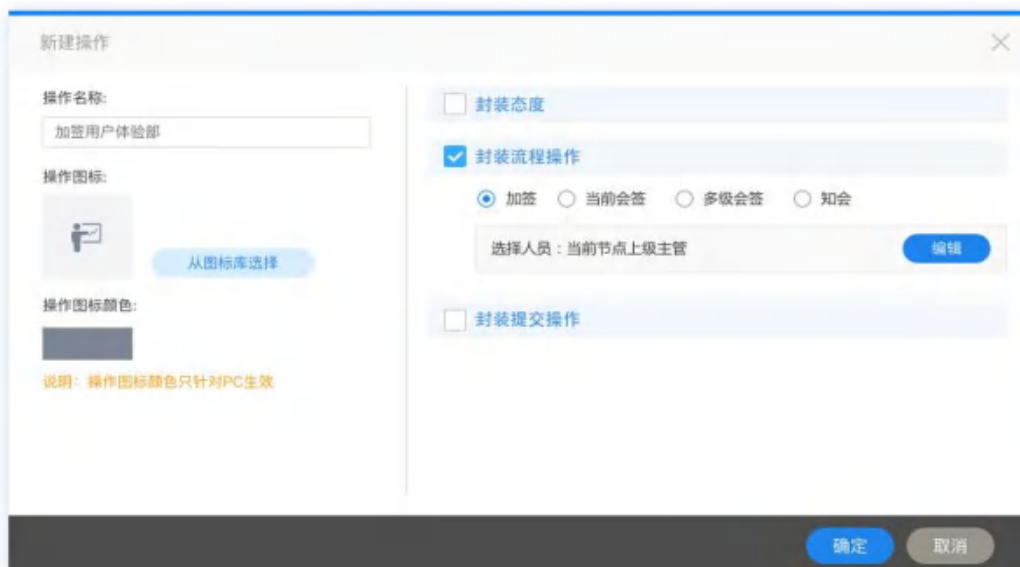 新建操作
操作名称:
加签用户体验部
操作图标:
从图标库选择
操作图标颜色:
说明：操作图标颜色只针对PC生效
封装态度
封装流程操作
加签 当前会签 多级会签 知会
选择人员：当前节点上级主管 编辑
封装提交操作
确定 取消